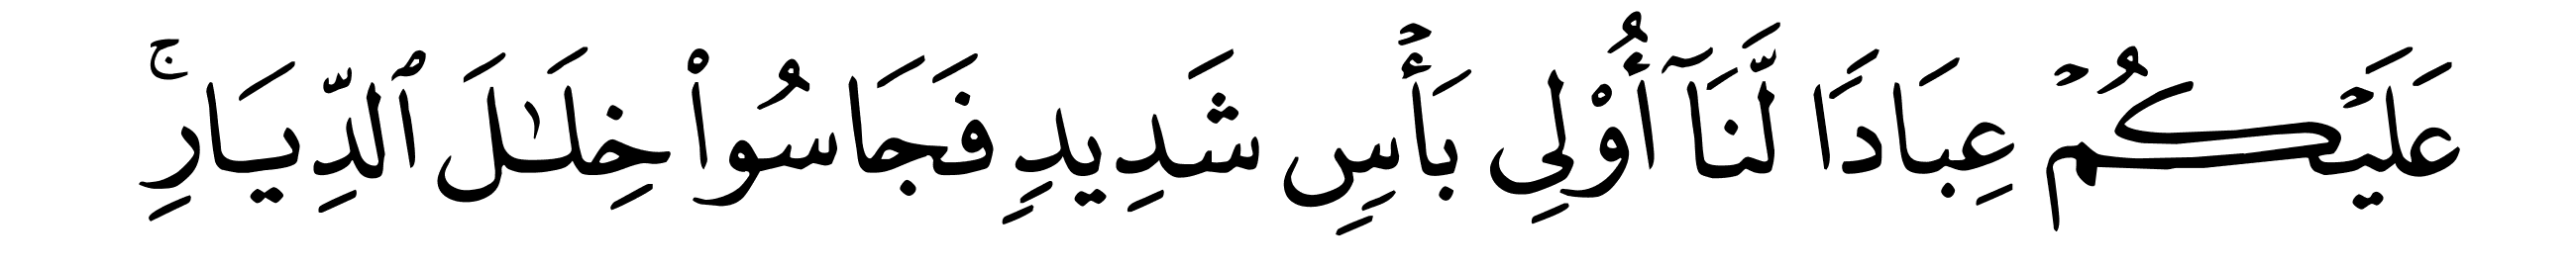 عَلَيۡكُمۡ عِبَادٗا لَّنَآ أُوْلِي بَأۡسٖ شَدِيدٖ فَجَاسُواْ خِلَٰلَ ٱلدِّيَارِۚ